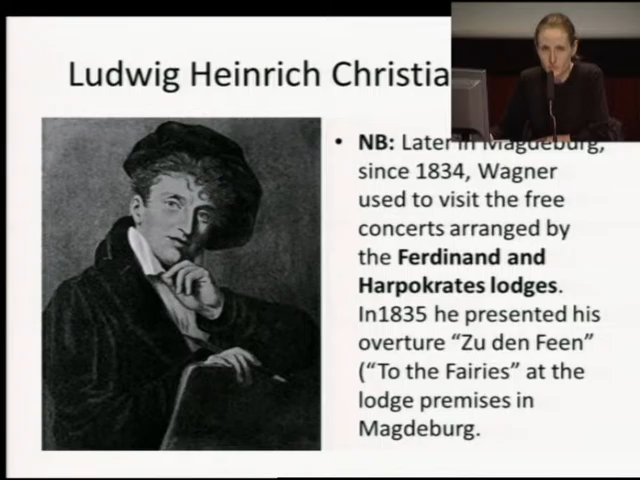 Ludwig Heinrich Christia
• NB: Later in Magdeburg,
since 1834, Wagner
used to visit the free
concerts arranged by
the Ferdinand and
Harpokrates lodges.
In1835 he presented his
overture “Zu den Feen”
(“To the Fairies” at the
lodge premises in
Magdeburg.